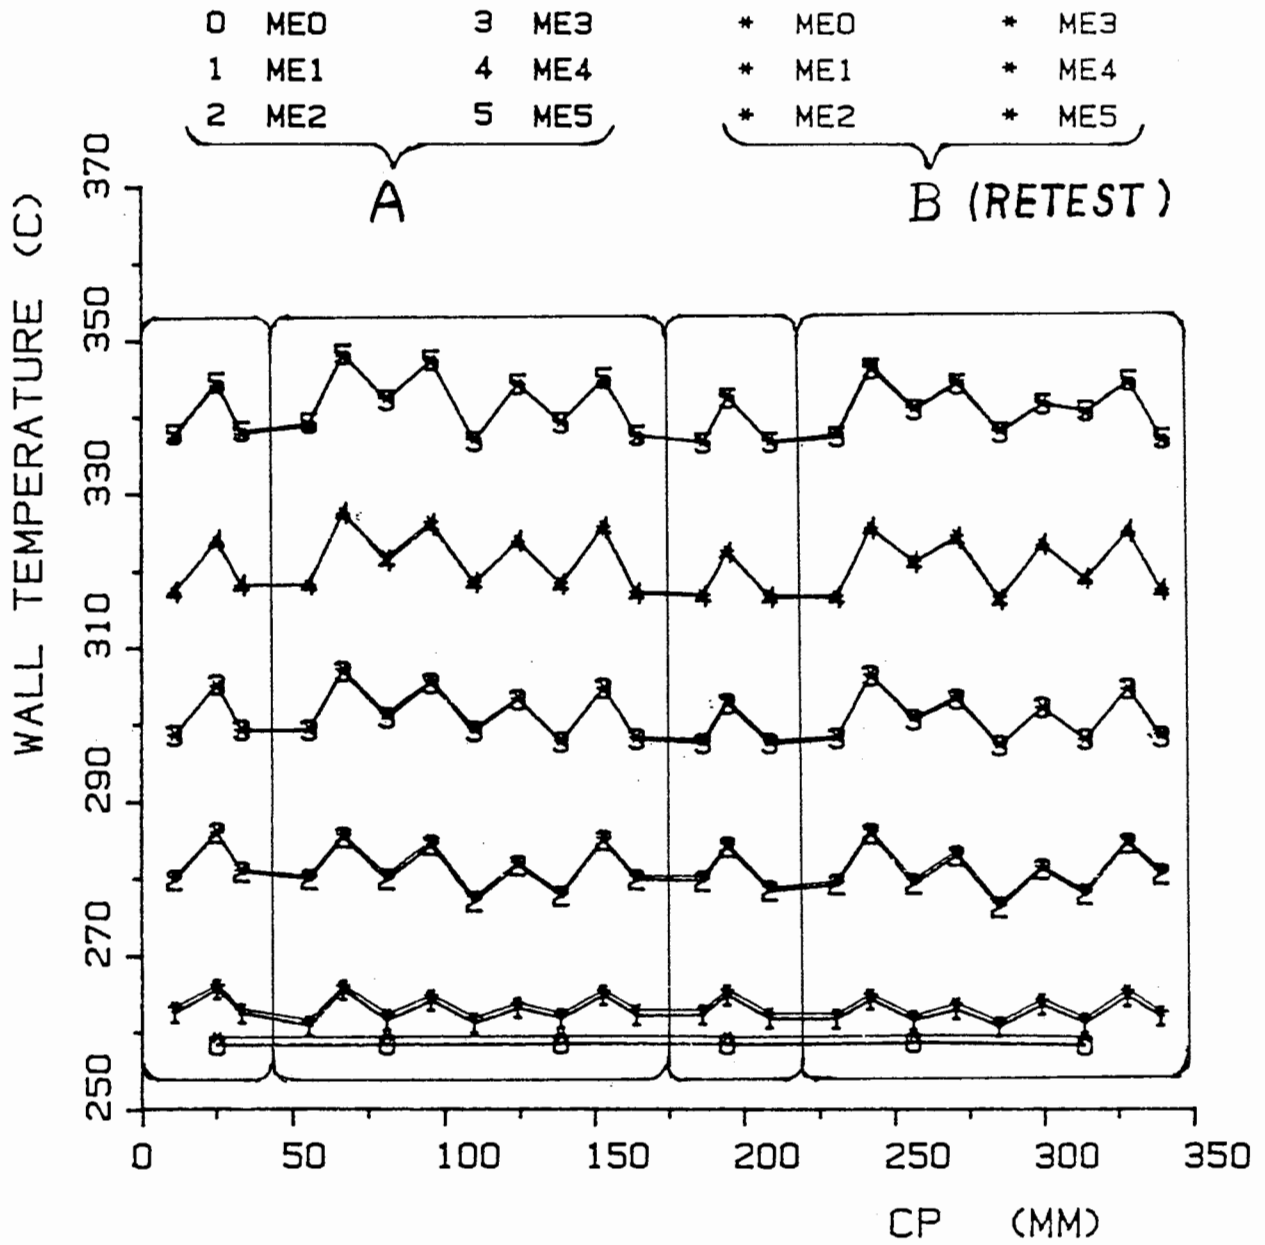 0 ME0 3 ME3 * ME0 * ME3
1 ME1 4 ME4 * ME1 * ME4
2 ME2 5 ME5 * ME2 * ME5
A B (RETEST)
WALL TEMPERATURE (C)
370
350
330
310
290
270
250
0 50 100 150 200 250 300 350
CP (MM)